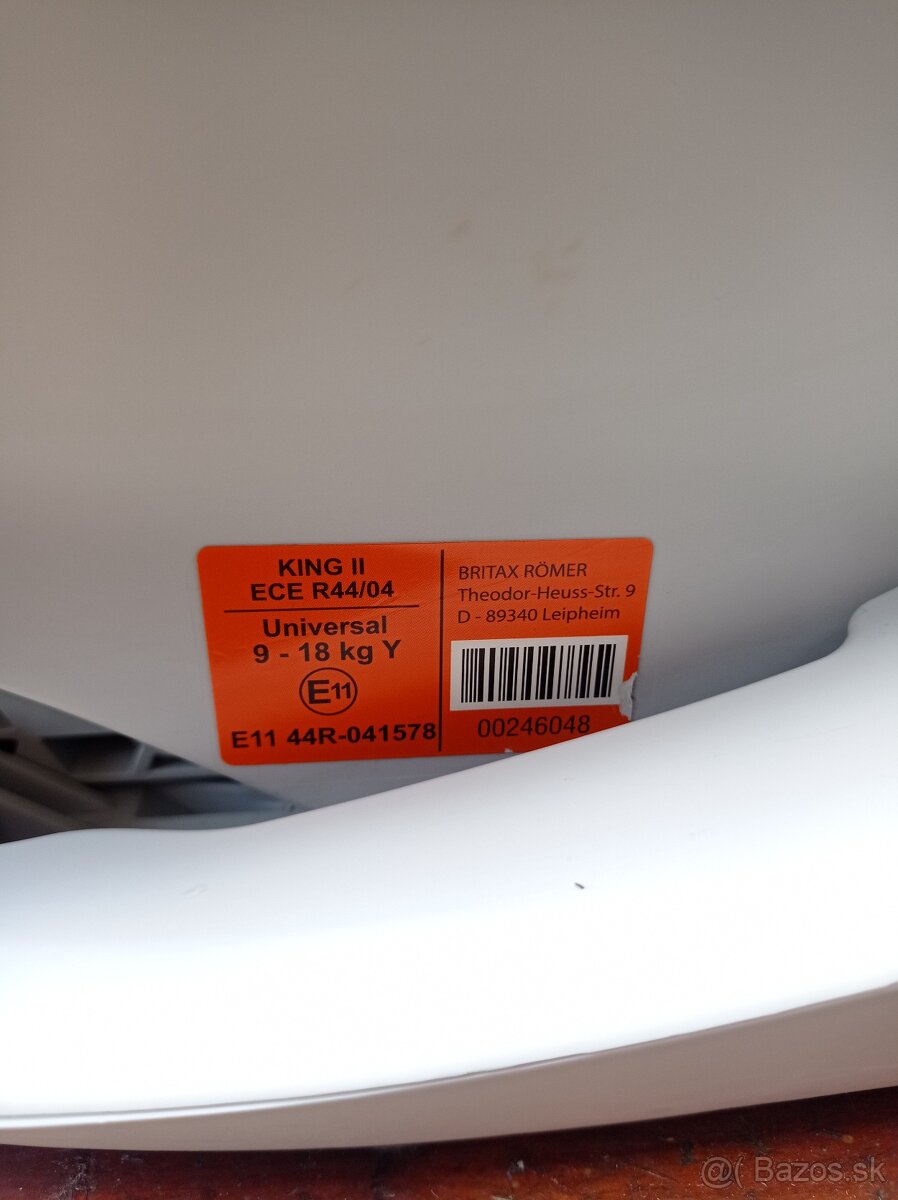 KING II
ECE R44/04
Universal
9 - 18 kg Y
E11
E11 44R-041578
BRITAX RÖMER
Theodor-Heuss-Str. 9
D - 89340 Leipheim
00246048
@( Bazos.sk